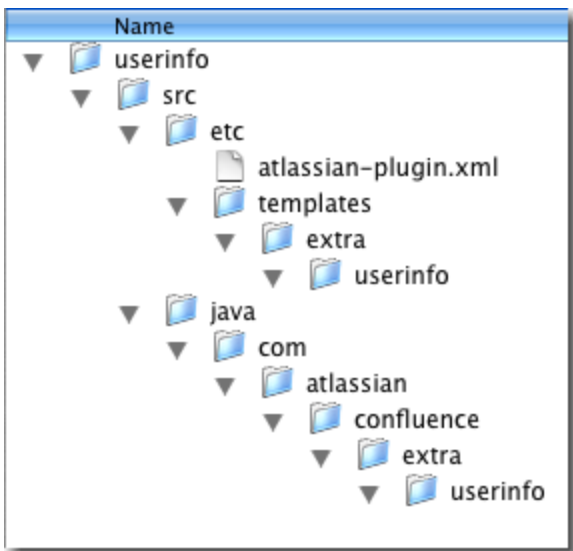 Name
userinfo
src
etc
atlassian-plugin.xml
templates
extra
userinfo
java
com
atlassian
confluence
extra
userinfo